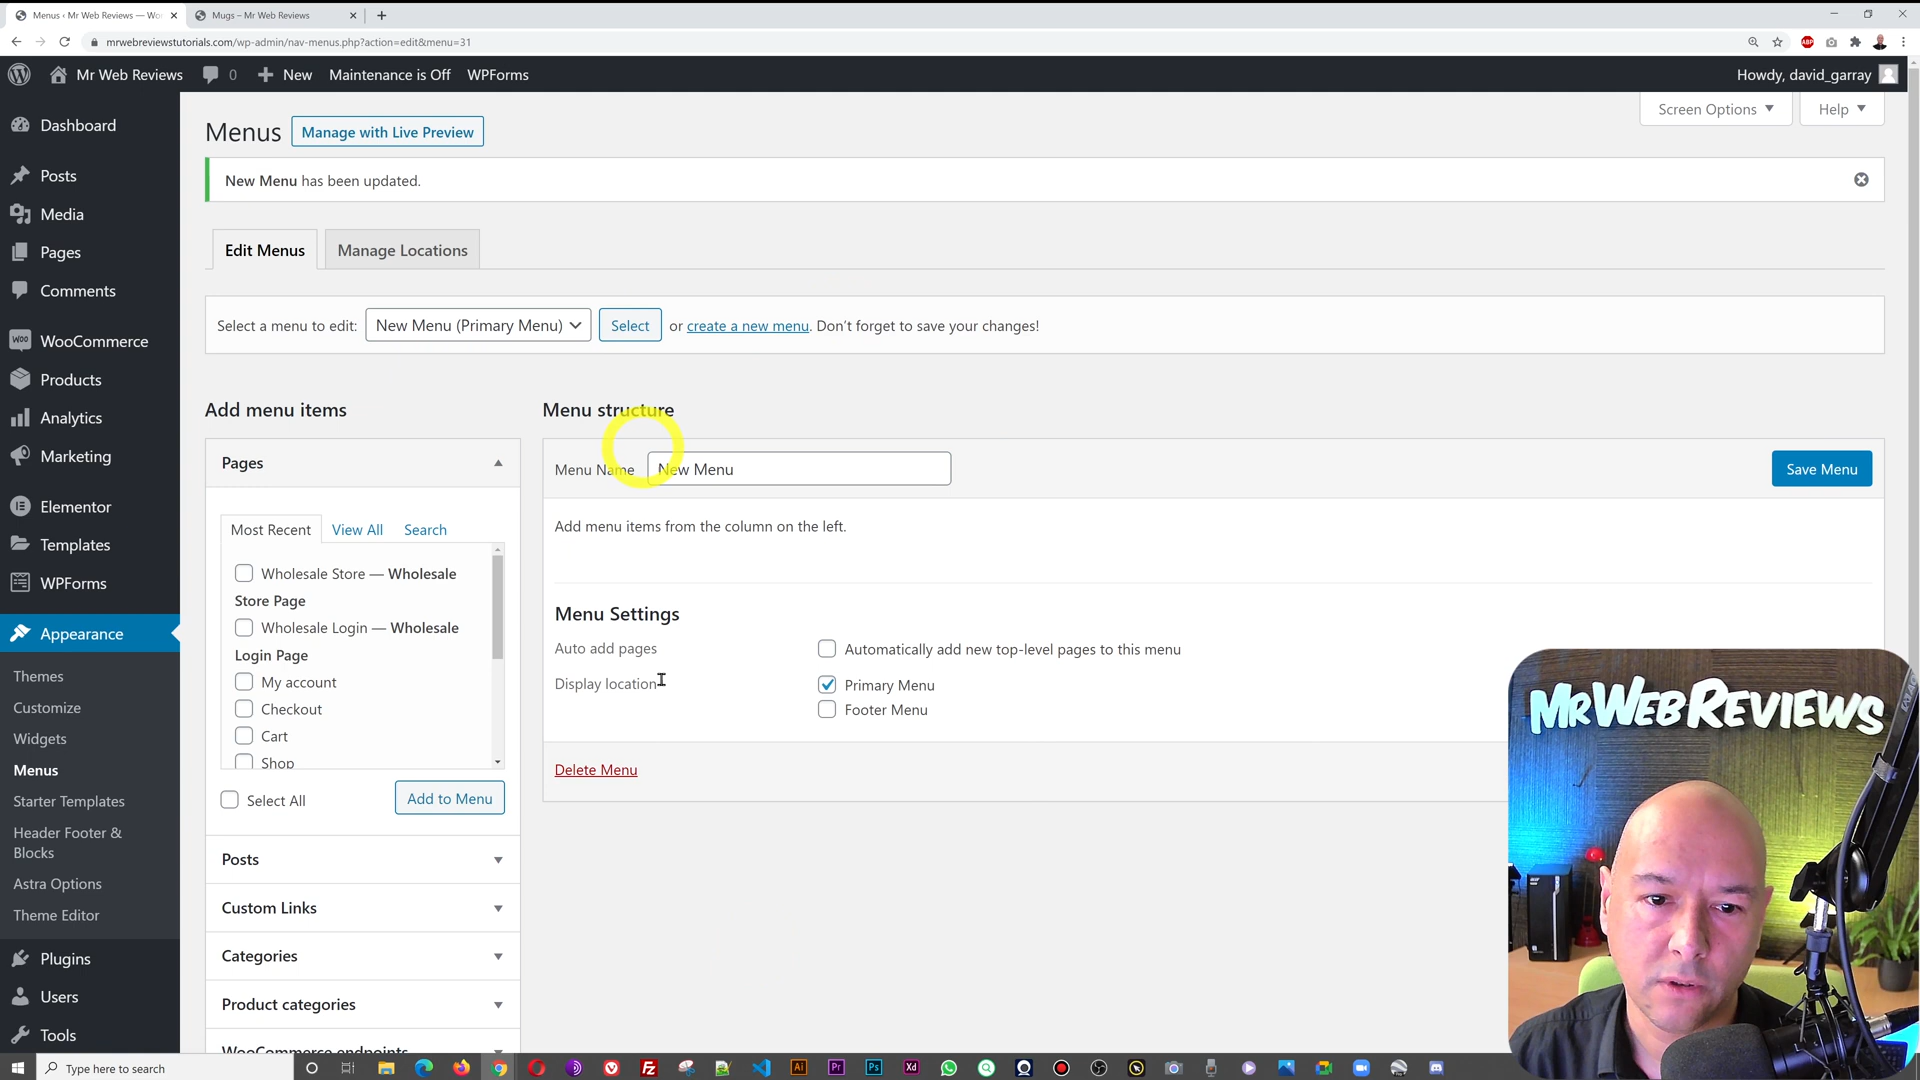 Menus ‹ Mr Web Reviews — Wor
Mugs – Mr Web Reviews
mrwebreviewstutorials.com/wp-admin/nav-menus.php?action=edit&menu=31
Mr Web Reviews
0
New
Maintenance is Off
WPForms
Howdy, david_garray
Dashboard
Posts
Media
Pages
Comments
WooCommerce
Products
Analytics
Marketing
Elementor
Templates
WPForms
Appearance
Themes
Customize
Widgets
Menus
Starter Templates
Header Footer &
Blocks
Astra Options
Theme Editor
Plugins
Users
Tools
Screen Options
Help
Menus
Manage with Live Preview
New Menu has been updated.
Edit Menus
Manage Locations
Select a menu to edit:
New Menu (Primary Menu)
Select
or create a new menu. Don't forget to save your changes!
Add menu items
Pages
Most Recent
View All
Search
Wholesale Store — Wholesale
Store Page
Wholesale Login — Wholesale
Login Page
My account
Checkout
Cart
Shop
Select All
Add to Menu
Posts
Custom Links
Categories
Product categories
WooCommerce endpoints
Menu structure
Menu Name
New Menu
Save Menu
Add menu items from the column on the left.
Menu Settings
Auto add pages
Automatically add new top-level pages to this menu
Display location
Primary Menu
Footer Menu
Delete Menu
MRWEBREVIEWS
Type here to search